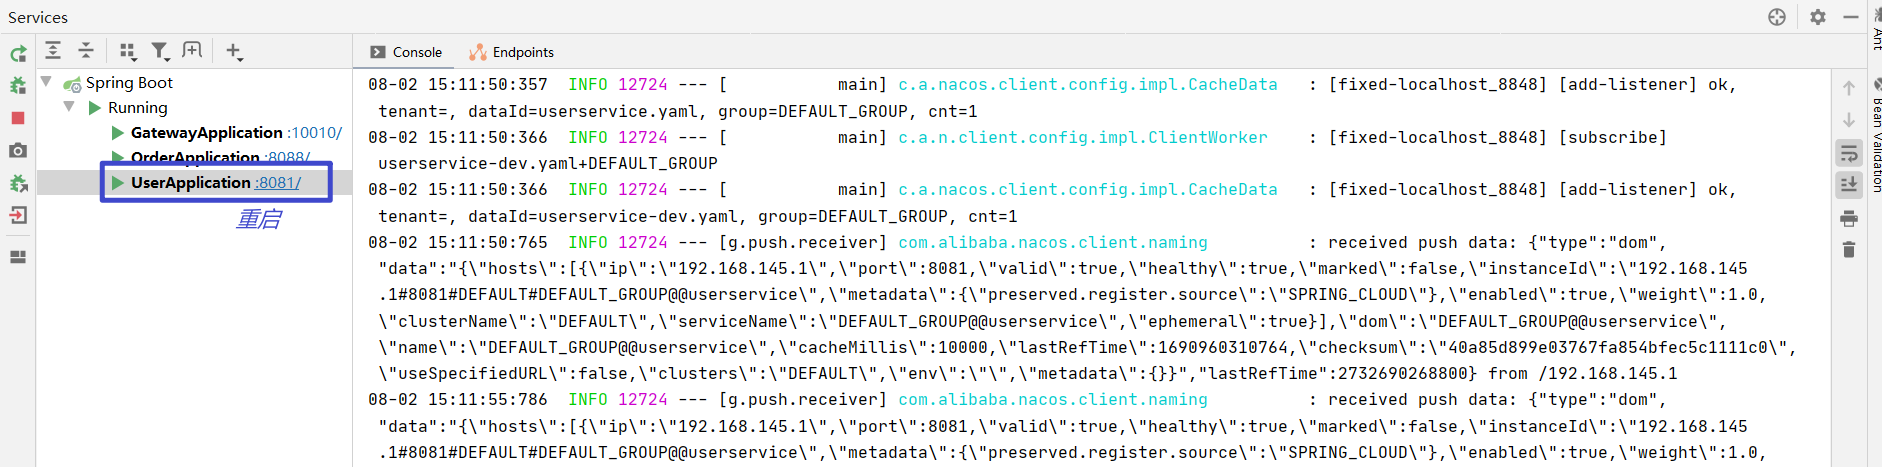 Services
Console
Endpoints
Spring Boot
Running
GatewayApplication :10010/
OrderApplication :8088/
UserApplication :8081/
重启
08-02 15:11:50:357  INFO 12724 --- [           main] c.a.nacos.client.config.impl.CacheData   : [fixed-localhost_8848] [add-listener] ok,
tenant=, dataId=userservice.yaml, group=DEFAULT_GROUP, cnt=1
08-02 15:11:50:366  INFO 12724 --- [           main] c.a.n.client.config.impl.ClientWorker    : [fixed-localhost_8848] [subscribe]
userservice-dev.yaml+DEFAULT_GROUP
08-02 15:11:50:366  INFO 12724 --- [           main] c.a.nacos.client.config.impl.CacheData   : [fixed-localhost_8848] [add-listener] ok,
tenant=, dataId=userservice-dev.yaml, group=DEFAULT_GROUP, cnt=1
08-02 15:11:50:765  INFO 12724 --- [g.push.receiver] com.alibaba.nacos.client.naming          : received push data: {"type":"dom",
"data":"{\"hosts\":[{\"ip\":\"192.168.145.1\",\"port\":8081,\"valid\":true,\"healthy\":true,\"marked\":false,\"instanceId\":\"192.168.145
.1#8081#DEFAULT#DEFAULT_GROUP@@userservice\",\"metadata\":{\"preserved.register.source\":\"SPRING_CLOUD\"},\"enabled\":true,\"weight\":1.0,
\"clusterName\":\"DEFAULT\",\"serviceName\":\"DEFAULT_GROUP@@userservice\",\"ephemeral\":true}],\"dom\":\"DEFAULT_GROUP@@userservice\",
\"name\":\"DEFAULT_GROUP@@userservice\",\"cacheMillis\":10000,\"lastRefTime\":1690960310764,\"checksum\":\"40a85d899e03767fa854bfec5c1111c0\",
\"useSpecifiedURL\":false,\"clusters\":\"DEFAULT\",\"env\":\"\",\"metadata\":{}}","lastRefTime":2732690268800} from /192.168.145.1
08-02 15:11:55:786  INFO 12724 --- [g.push.receiver] com.alibaba.nacos.client.naming          : received push data: {"type":"dom",
"data":"{\"hosts\":[{\"ip\":\"192.168.145.1\",\"port\":8081,\"valid\":true,\"healthy\":true,\"marked\":false,\"instanceId\":\"192.168.145
.1#8081#DEFAULT#DEFAULT_GROUP@@userservice\",\"metadata\":{\"preserved.register.source\":\"SPRING_CLOUD\"},\"enabled\":true,\"weight\":1.0,
Ant
Bean Validation